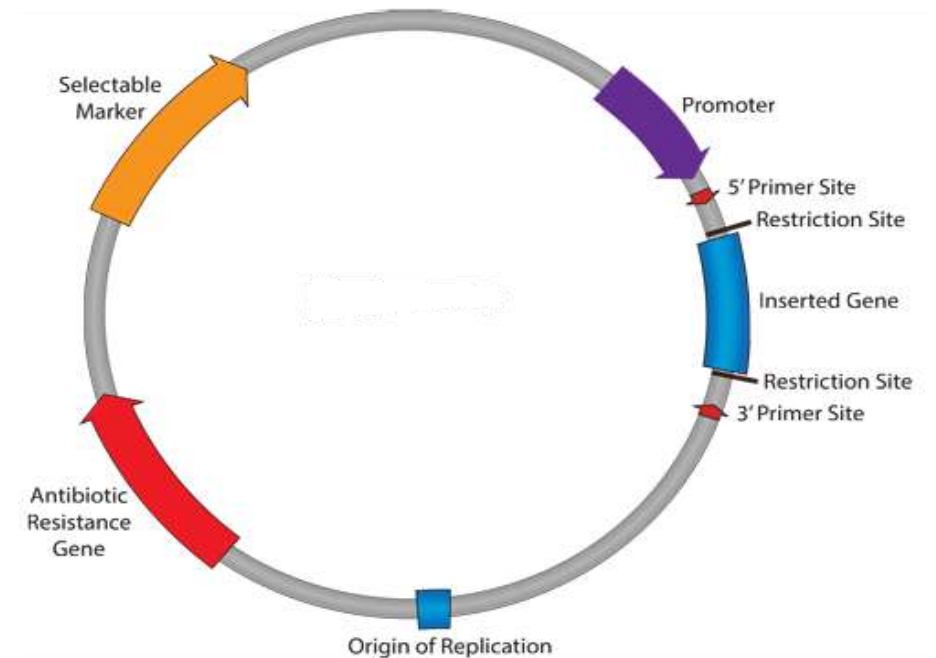 Selectable
Marker
Promoter
5' Primer Site
Restriction Site
Inserted Gene
Restriction Site
3' Primer Site
Antibiotic
Resistance
Gene
Origin of Replication